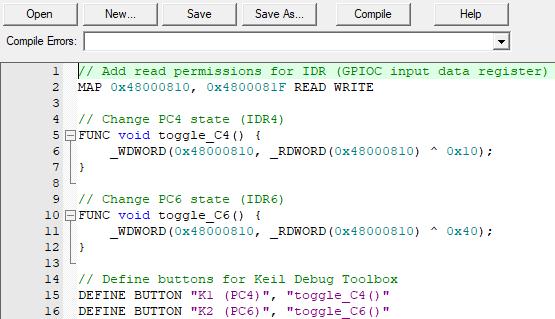 Open New... Save Save As... Compile Help
Compile Errors:
1 // Add read permissions for IDR (GPIOC input data register)
2 MAP 0x48000810, 0x4800081F READ WRITE
3
4 // Change PC4 state (IDR4)
5 FUNC void toggle_C4() {
6 _WDWORD(0x48000810, _RDWORD(0x48000810) ^ 0x10);
7 }
8
9 // Change PC6 state (IDR6)
10 FUNC void toggle_C6() {
11 _WDWORD(0x48000810, _RDWORD(0x48000810) ^ 0x40);
12 }
13
14 // Define buttons for Keil Debug Toolbox
15 DEFINE BUTTON "K1 (PC4)", "toggle_C4()"
16 DEFINE BUTTON "K2 (PC6)", "toggle_C6()"